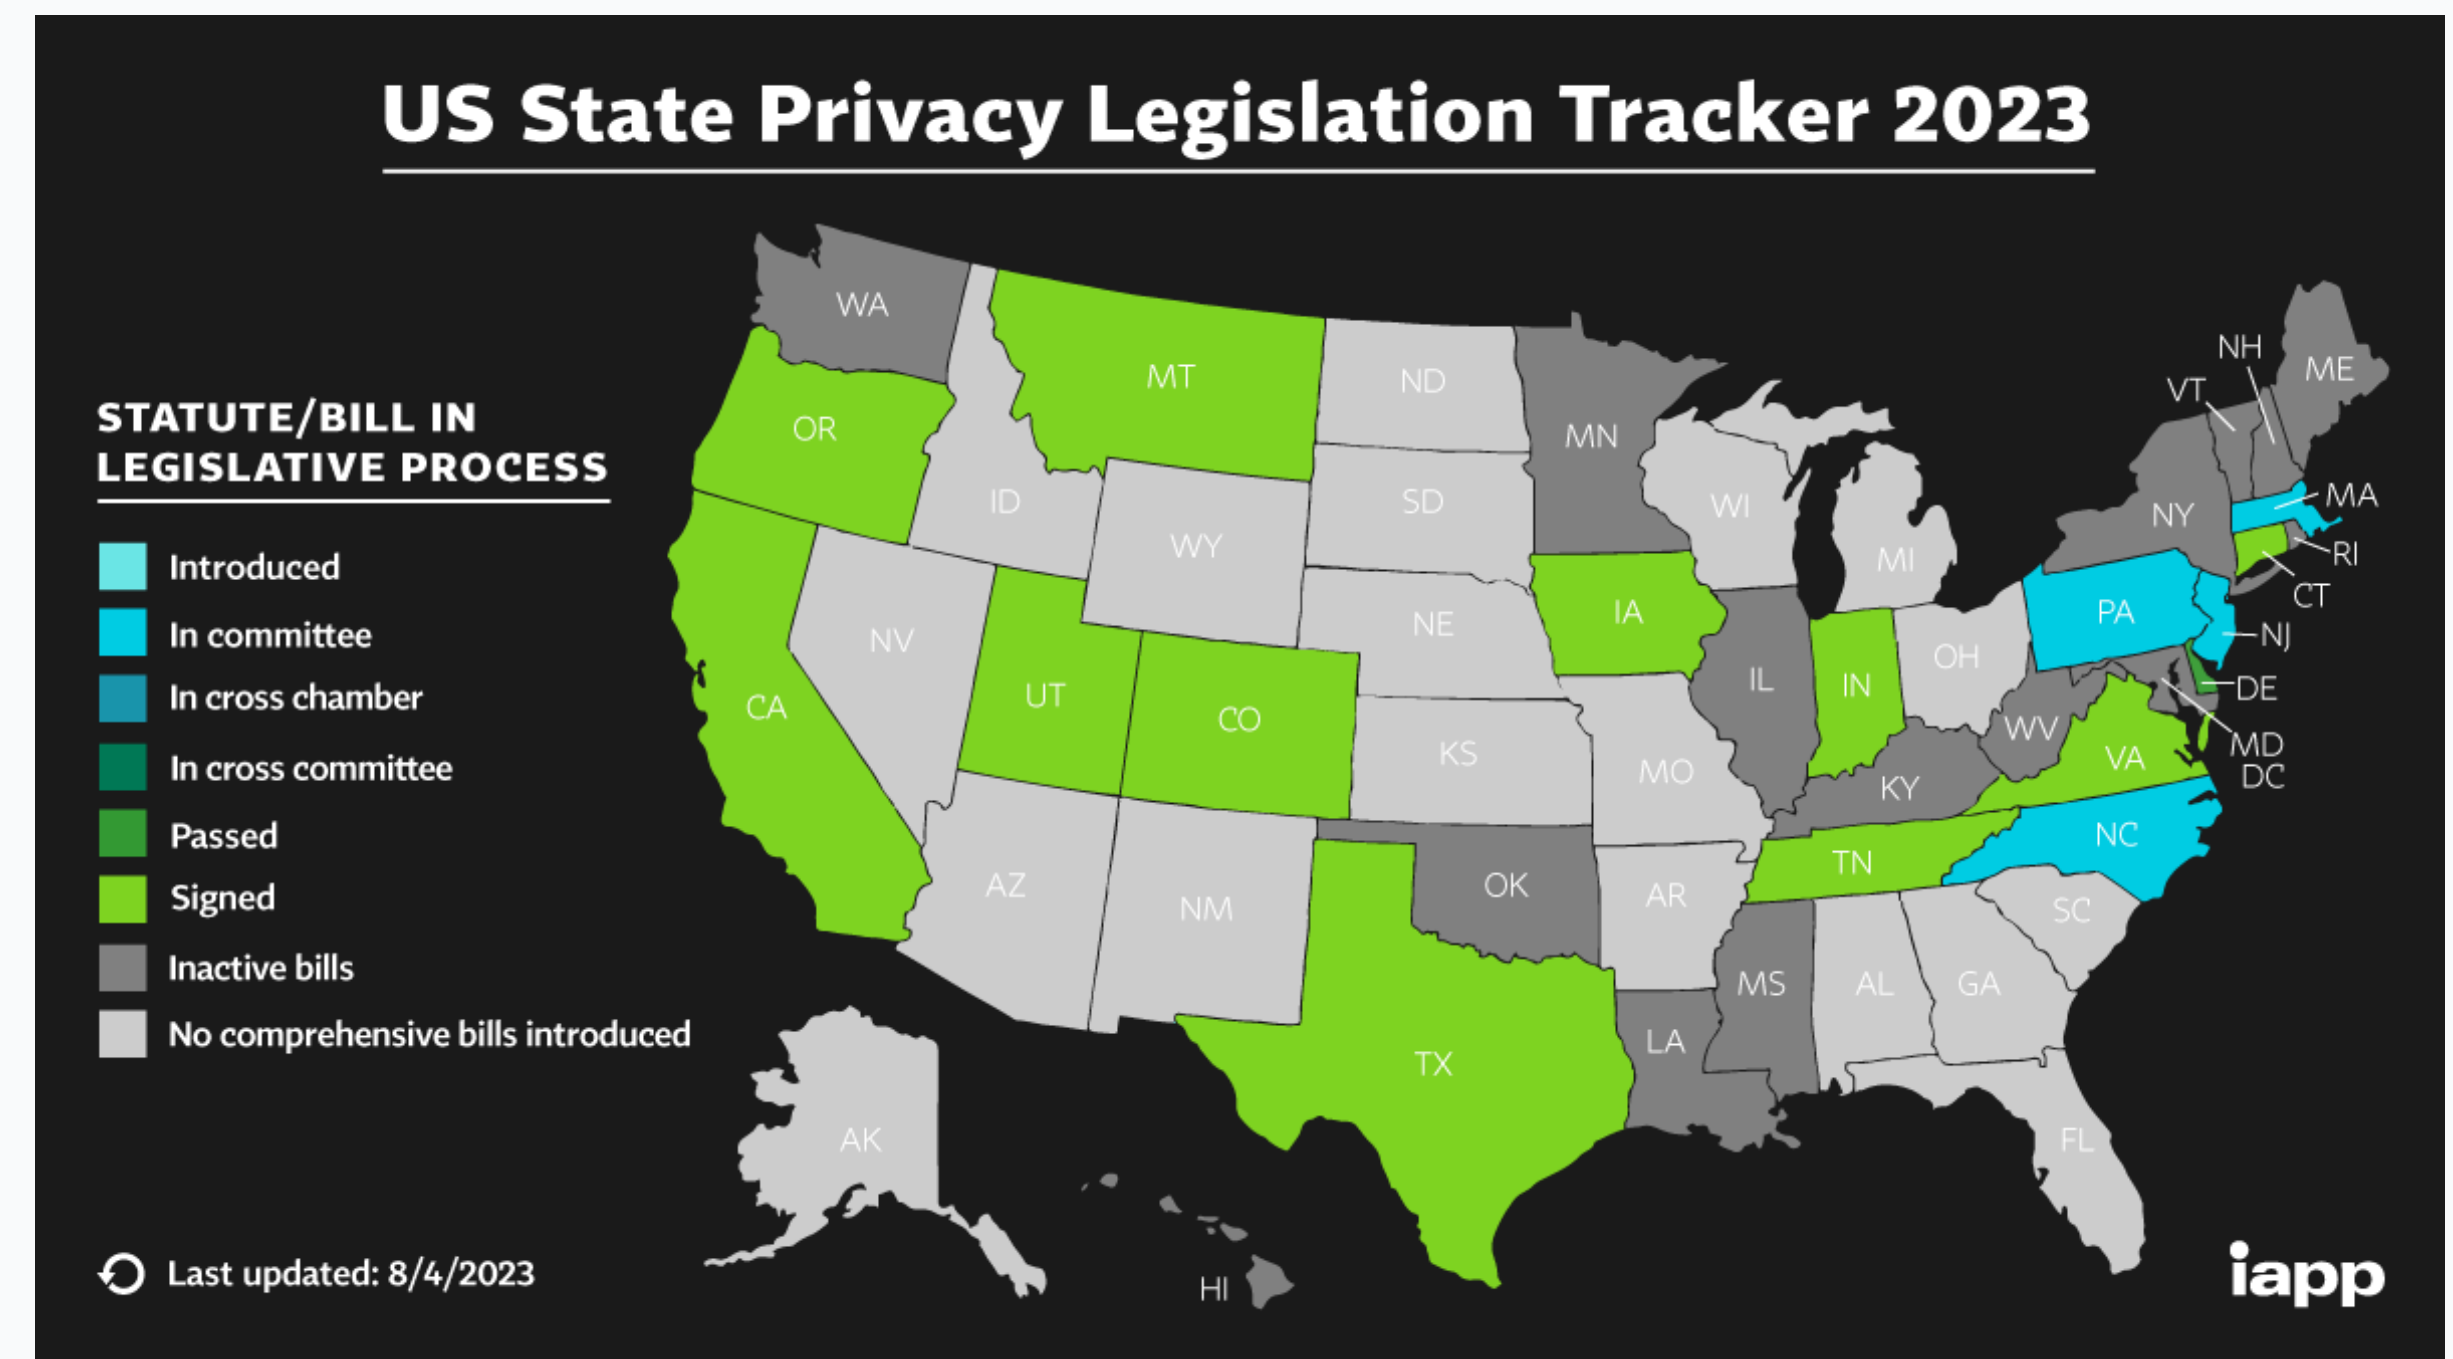 US State Privacy Legislation Tracker 2023
STATUTE/BILL IN
LEGISLATIVE PROCESS
Introduced
In committee
In cross chamber
In cross committee
Passed
Signed
Inactive bills
No comprehensive bills introduced
Last updated: 8/4/2023
WA
OR
CA
NV
ID
MT
WY
UT
CO
AZ
NM
ND
SD
NE
KS
OK
TX
MN
IA
MO
AR
LA
WI
IL
MI
IN
OH
KY
TN
MS
AL
GA
FL
SC
NC
VA
WV
PA
NY
VT
NH
ME
MA
RI
CT
NJ
DE
MD
DC
AK
HI
iapp